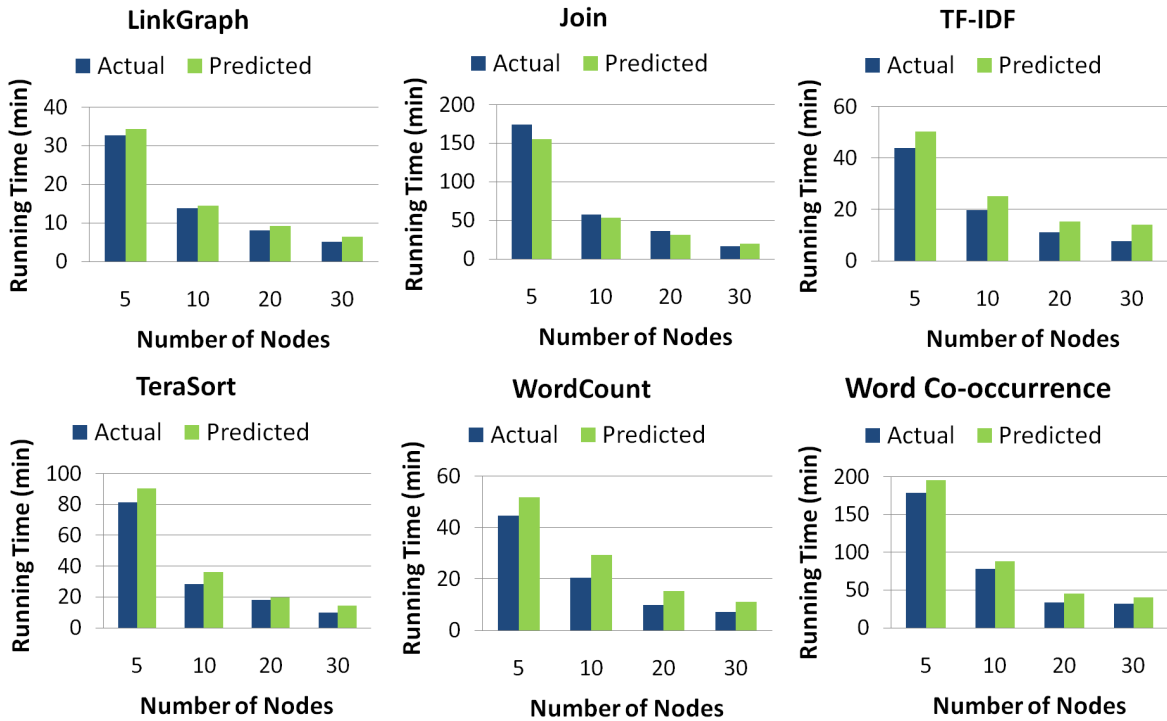 LinkGraph
Actual Predicted
Running Time (min)
40
30
20
10
0
5 10 20 30
Number of Nodes
Join
Actual Predicted
Running Time (min)
200
150
100
50
0
5 10 20 30
Number of Nodes
TF-IDF
Actual Predicted
Running Time (min)
60
40
20
0
5 10 20 30
Number of Nodes
TeraSort
Actual Predicted
Running Time (min)
100
80
60
40
20
0
5 10 20 30
Number of Nodes
WordCount
Actual Predicted
Running Time (min)
60
40
20
0
5 10 20 30
Number of Nodes
Word Co-occurrence
Actual Predicted
Running Time (min)
200
150
100
50
0
5 10 20 30
Number of Nodes